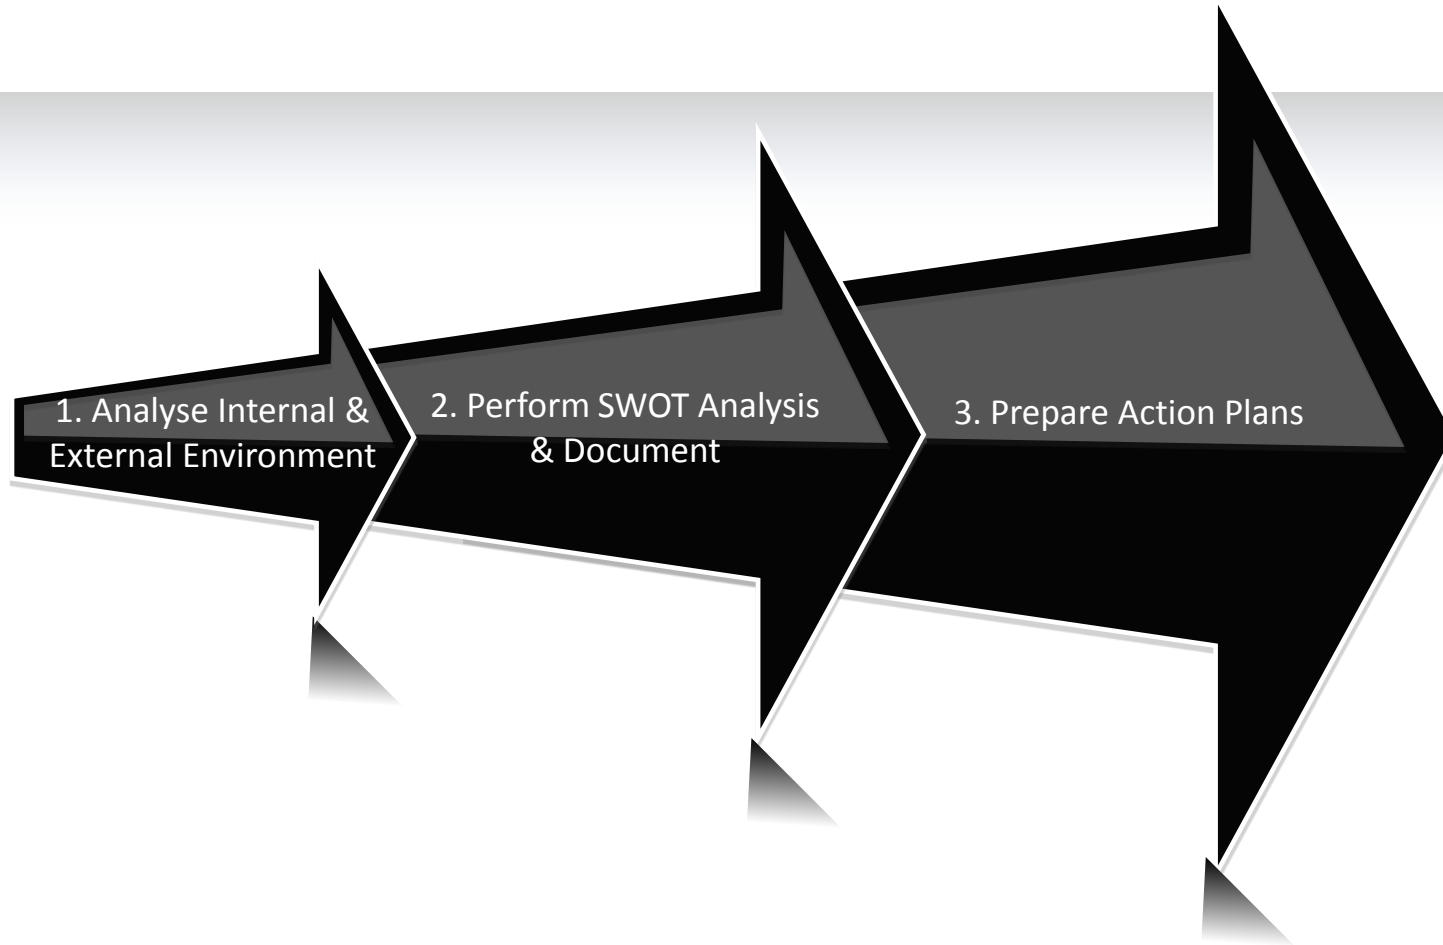 1. Analyse Internal &
External Environment
2. Perform SWOT Analysis
& Document
3. Prepare Action Plans